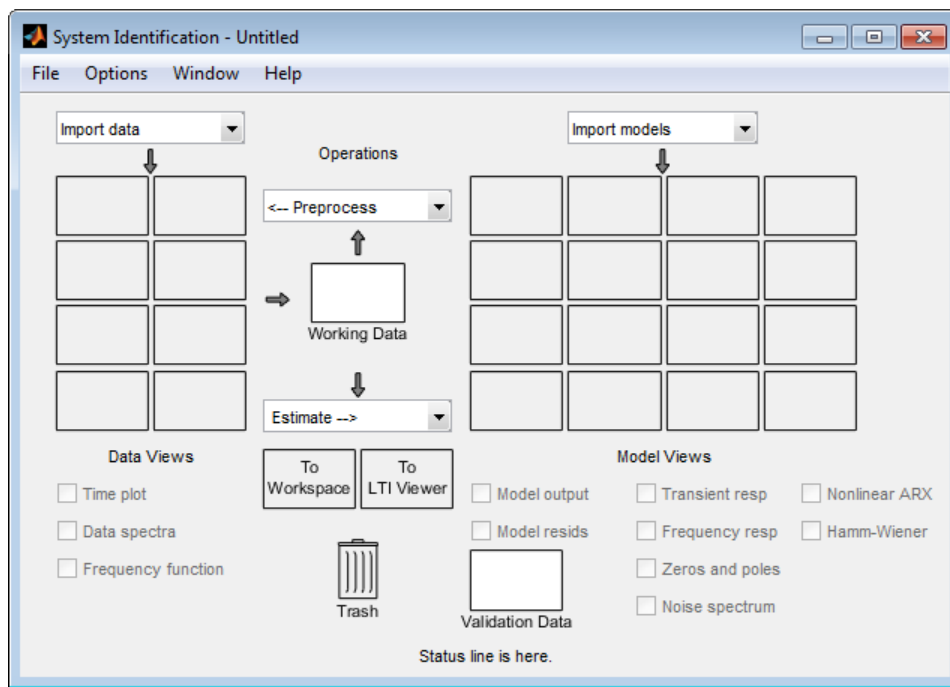 System Identification - Untitled
File Options Window Help
Import data
Import models
Operations
<-- Preprocess
Working Data
Estimate -->
Data Views
Model Views
To
Workspace
To
LTI Viewer
Time plot
Data spectra
Frequency function
Model output
Transient resp
Nonlinear ARX
Model resids
Frequency resp
Hamm-Wiener
Zeros and poles
Noise spectrum
Trash
Validation Data
Status line is here.